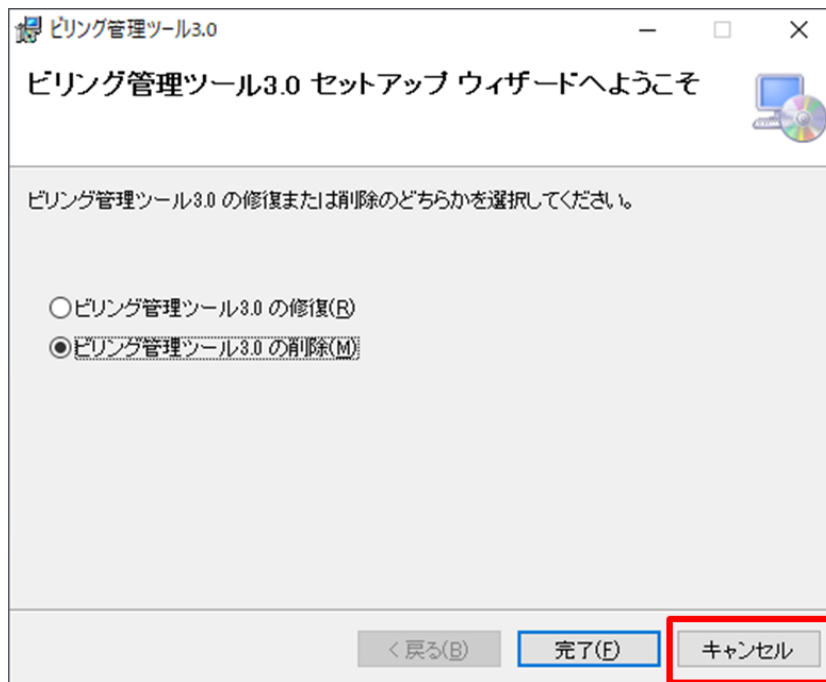 ビリング管理ツール3.0
ビリング管理ツール3.0 セットアップ ウィザードへようこそ
ビリング管理ツール3.0 の修復または削除のどちらかを選択してください。
ビリング管理ツール3.0 の修復(R)
ビリング管理ツール3.0 の削除(M)
< 戻る(B)
完了(F)
キャンセル